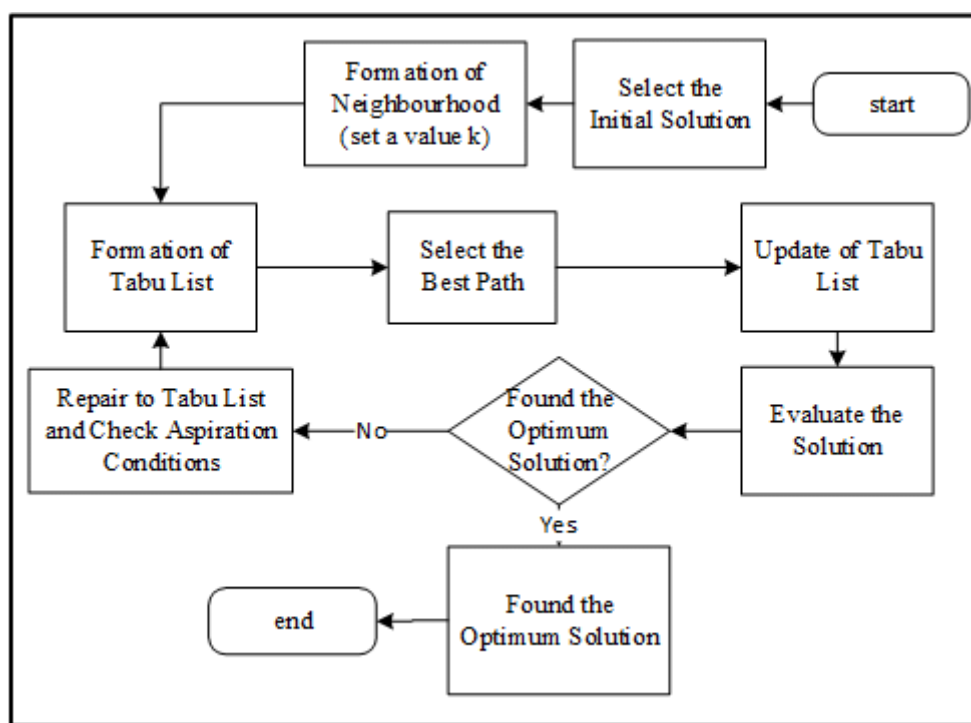 start
Select the
Initial Solution
Formation of
Neighbourhood
(set a value k)
Formation of
Tabu List
Select the
Best Path
Update of Tabu
List
Evaluate the
Solution
Found the
Optimum
Solution?
No
Repair to Tabu List
and Check Aspiration
Conditions
Yes
Found the
Optimum Solution
end